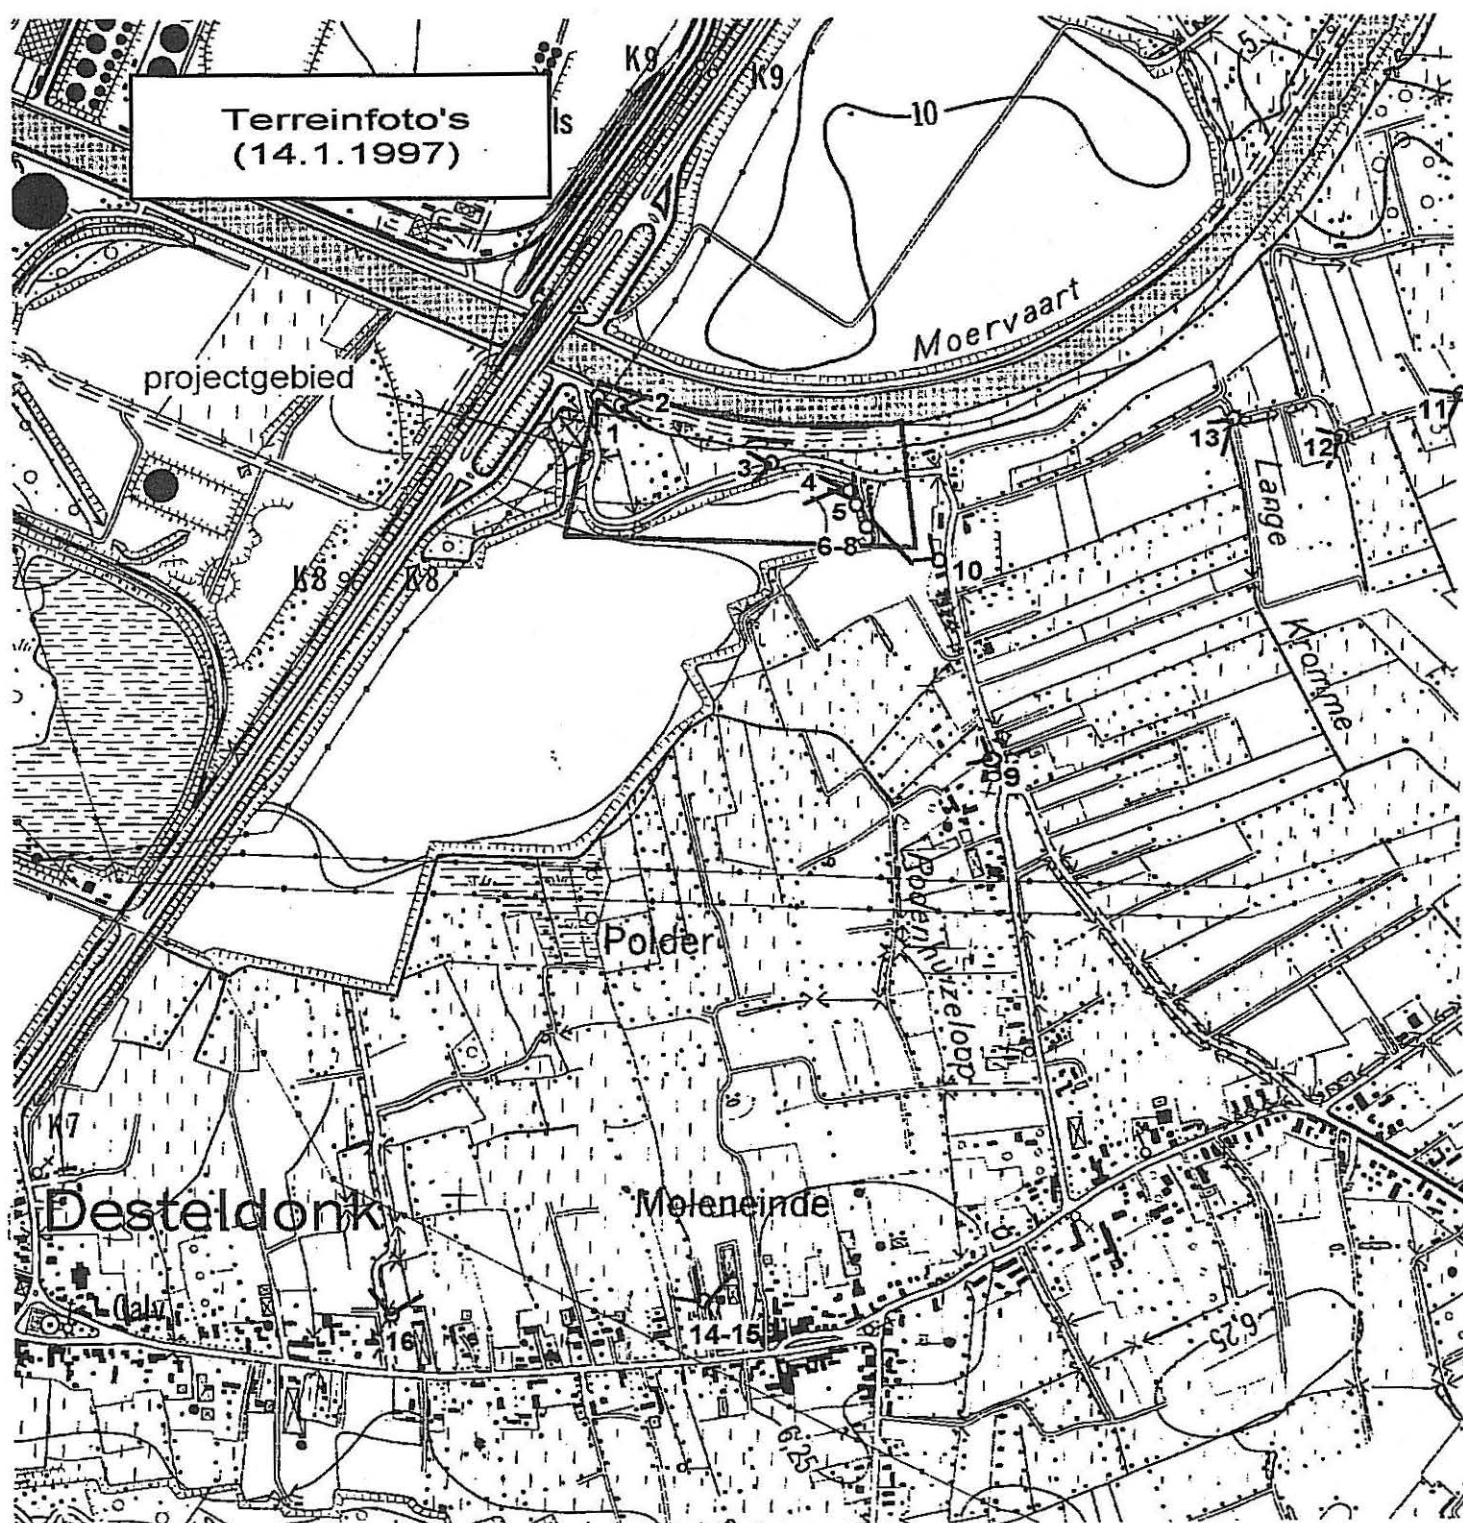 K9
K9
Terreinfoto's
(14.1.1997)
ls
10
5
Moervaart
projectgebied
2
1
3
4
5
6-8
10
13
12
11
Lange
Kromme
K8
K8
9
Rodenhuizeloop
Polder
K7
Desteldonk
Moleneinde
Calv.
16
14-15
6,25
6,25